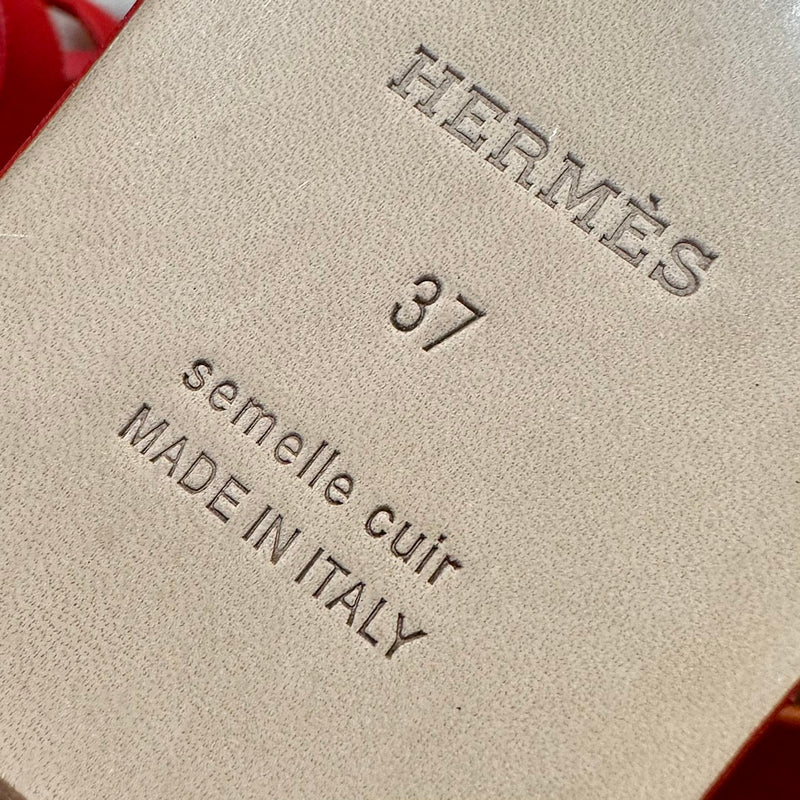 HERMÈS
37
semelle cuir
MADE IN ITALY